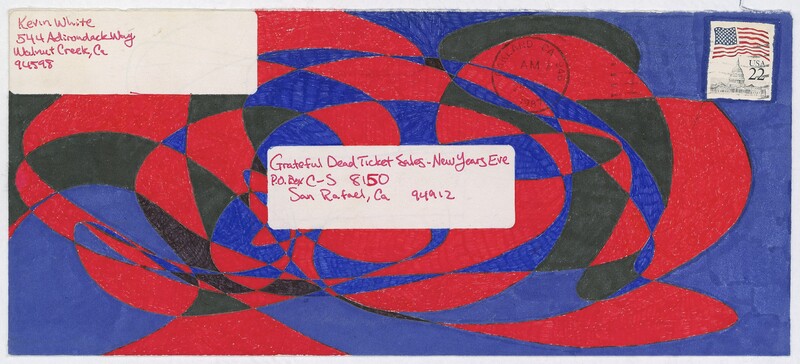 Kevin White
544 Adirondack Way
Walnut Creek, Ca
94598
AM
USA
22
Grateful Dead Ticket Sales - New Years Eve
P.O. Box C-S 8150
San Rafael, Ca 94912